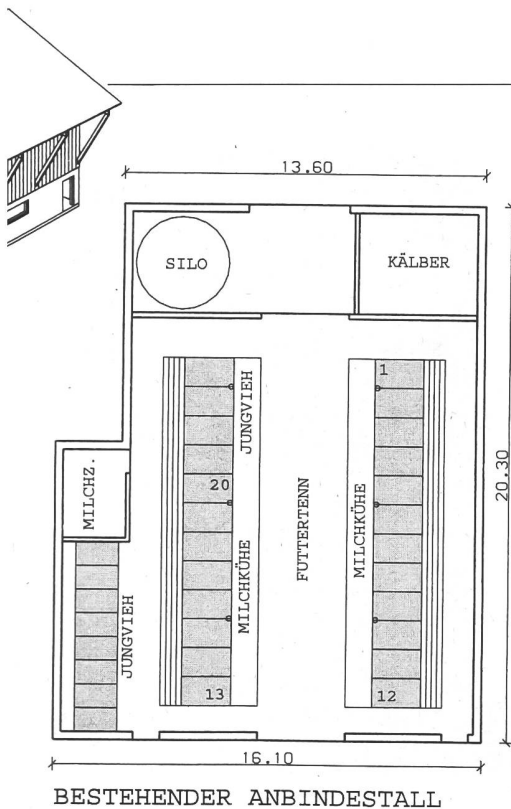 13.60
SILO
KÄLBER
JUNGVIEH
1
20
MILCHZ.
FUTTERTENN
MILCHKÜHE
MILCHKÜHE
20.30
JUNGVIEH
13
12
16.10
BESTEHENDER ANBINDESTALL